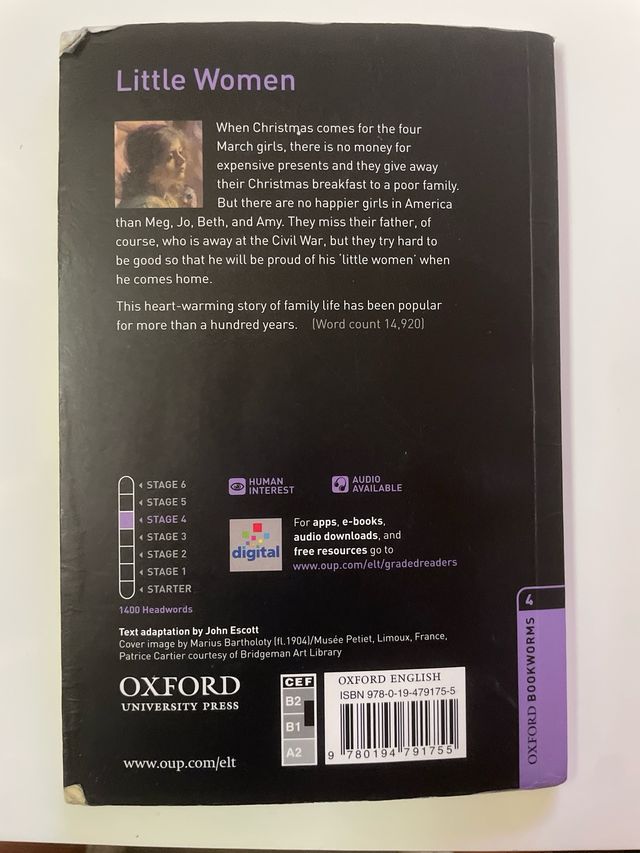 Little Women
When Christmas comes for the four
March girls, there is no money for
expensive presents and they give away
their Christmas breakfast to a poor family.
But there are no happier girls in America
than Meg, Jo, Beth, and Amy. They miss their father, of
course, who is away at the Civil War, but they try hard to
be good so that he will be proud of his 'little women' when
he comes home.
This heart-warming story of family life has been popular
for more than a hundred years. (Word count 14,920)
STAGE 6
STAGE 5
STAGE 4
STAGE 3
STAGE 2
STAGE 1
STARTER
1400 Headwords
HUMAN
INTEREST
AUDIO
AVAILABLE
digital
For apps, e-books,
audio downloads, and
free resources go to
www.oup.com/elt/gradedreaders
Text adaptation by John Escott
Cover image by Marius Bartholoty (fl.1904)/Musée Petiet, Limoux, France,
Patrice Cartier courtesy of Bridgeman Art Library
OXFORD
UNIVERSITY PRESS
www.oup.com/elt
CEF
B2
B1
A2
OXFORD ENGLISH
ISBN 978-0-19-479175-5
9 780194 791755
4
OXFORD BOOKWORMS